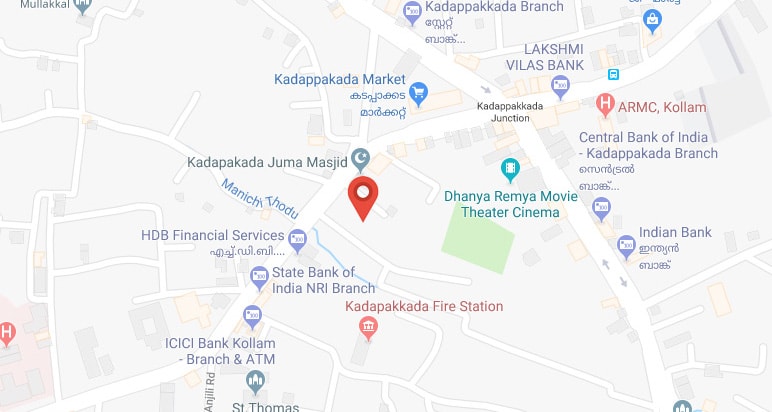 Mullakkal
Kadappakada Branch
സ്റ്റേറ്റ്
ബാങ്ക്...
LAKSHMI
VILAS BANK
Kadappakada Market
കടപ്പാക്കട
മാർക്കറ്റ്
Kadappakkada
Junction
ARMC, Kollam
Central Bank of India
- Kadappakada Branch
സെൻട്രൽ
ബാങ്ക്...
Kadapakada Juma Masjid
Manichi Thodu
Dhanya Remya Movie
Theater Cinema
HDB Financial Services
എച്ച്.ഡി.ബി....
Indian Bank
ഇന്ത്യൻ
ബാങ്ക്
State Bank of
India NRI Branch
Kadapakkada Fire Station
ICICI Bank Kollam
- Branch & ATM
Anjili Rd
St.Thomas